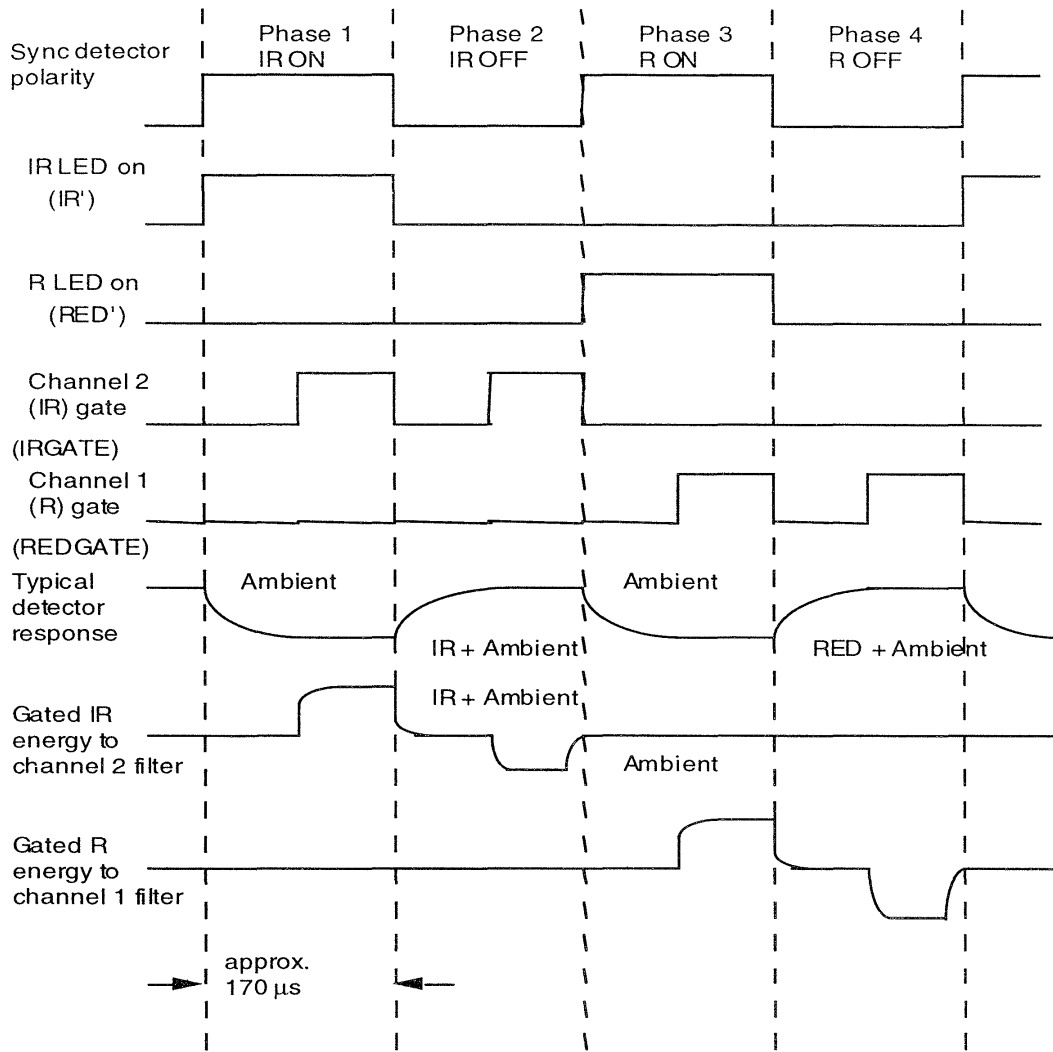 Sync detector
polarity
Phase 1
IR ON
Phase 2
IR OFF
Phase 3
R ON
Phase 4
R OFF
IR LED on
(IR')
R LED on
(RED')
Channel 2
(IR) gate
(IRGATE)
Channel 1
(R) gate
(REDGATE)
Typical
detector
response
Ambient
IR + Ambient
Ambient
RED + Ambient
Gated IR
energy to
channel 2 filter
IR + Ambient
Ambient
Gated R
energy to
channel 1 filter
approx.
170 µs